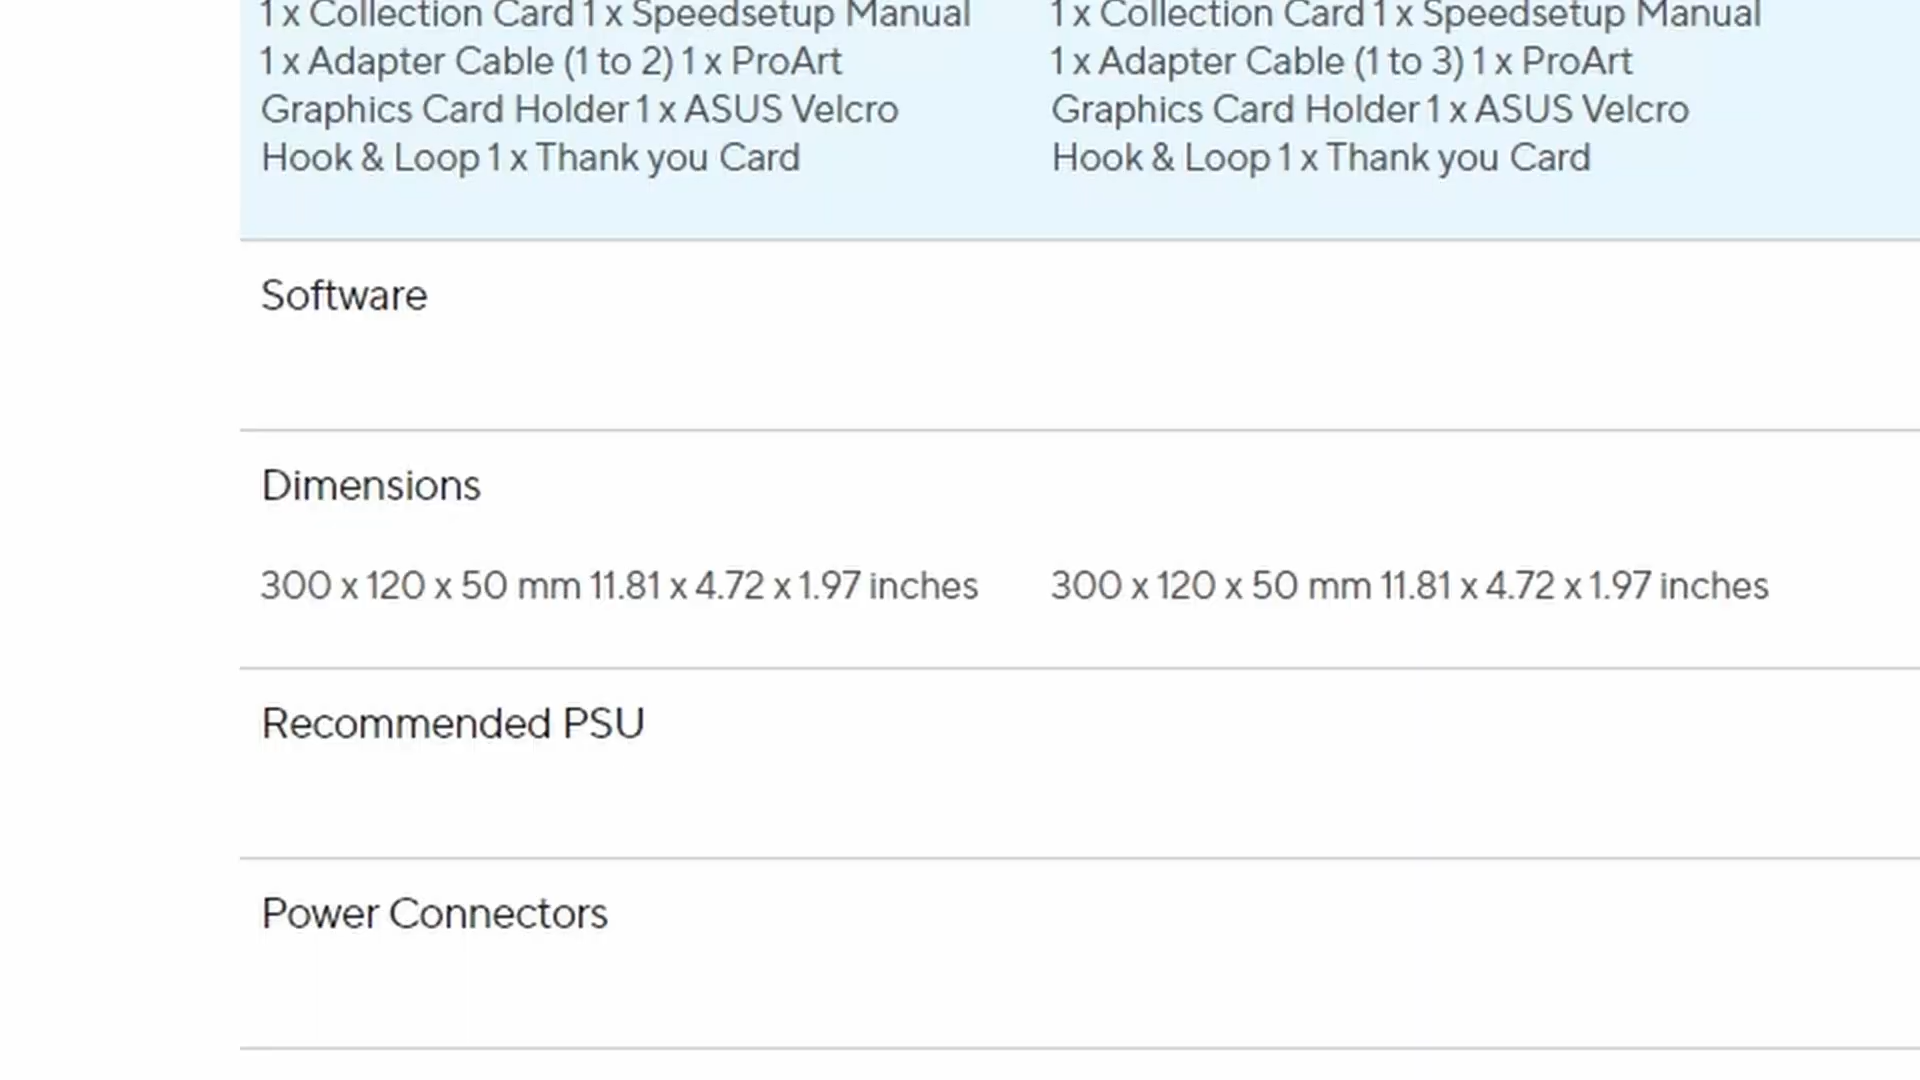 1 x Collection Card 1 x Speedsetup Manual
1 x Adapter Cable (1 to 2) 1 x ProArt
Graphics Card Holder 1 x ASUS Velcro
Hook & Loop 1 x Thank you Card
1 x Collection Card 1 x Speedsetup Manual
1 x Adapter Cable (1 to 3) 1 x ProArt
Graphics Card Holder 1 x ASUS Velcro
Hook & Loop 1 x Thank you Card
Software
Dimensions
300 x 120 x 50 mm 11.81 x 4.72 x 1.97 inches
300 x 120 x 50 mm 11.81 x 4.72 x 1.97 inches
Recommended PSU
Power Connectors